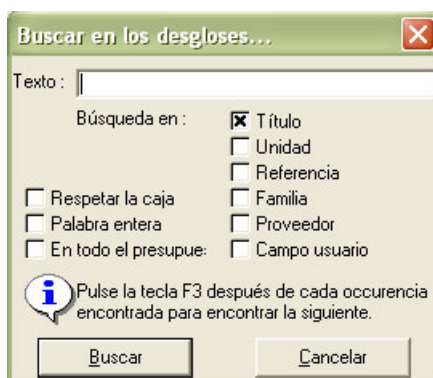 Buscar en los desgloses...
Texto :
Búsqueda en :
Título
Unidad
Referencia
Respetar la caja
Familia
Palabra entera
Proveedor
En todo el presupue:
Campo usuario
Pulse la tecla F3 después de cada occurencia
encontrada para encontrar la siguiente.
Buscar
Cancelar